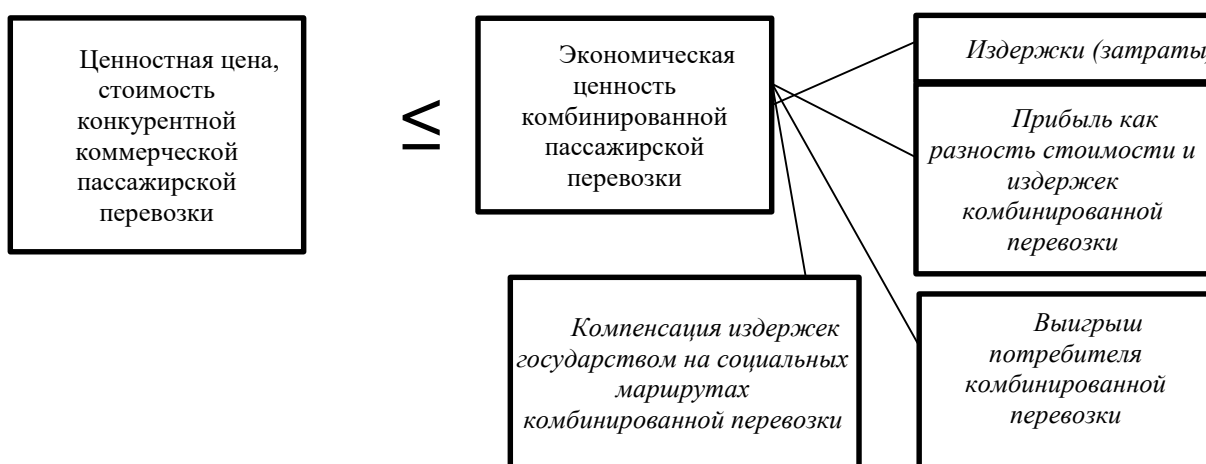 Ценностная цена,
стоимость
конкурентной
коммерческой
пассажирской
перевозки
≤
Экономическая
ценность
комбинированной
пассажирской
перевозки
Издержки (затраты)
Прибыль как
разность стоимости и
издержек
комбинированной
перевозки
Компенсация издержек
государством на социальных
маршрутах
комбинированной перевозки
Выигрыш
потребителя
комбинированной
перевозки